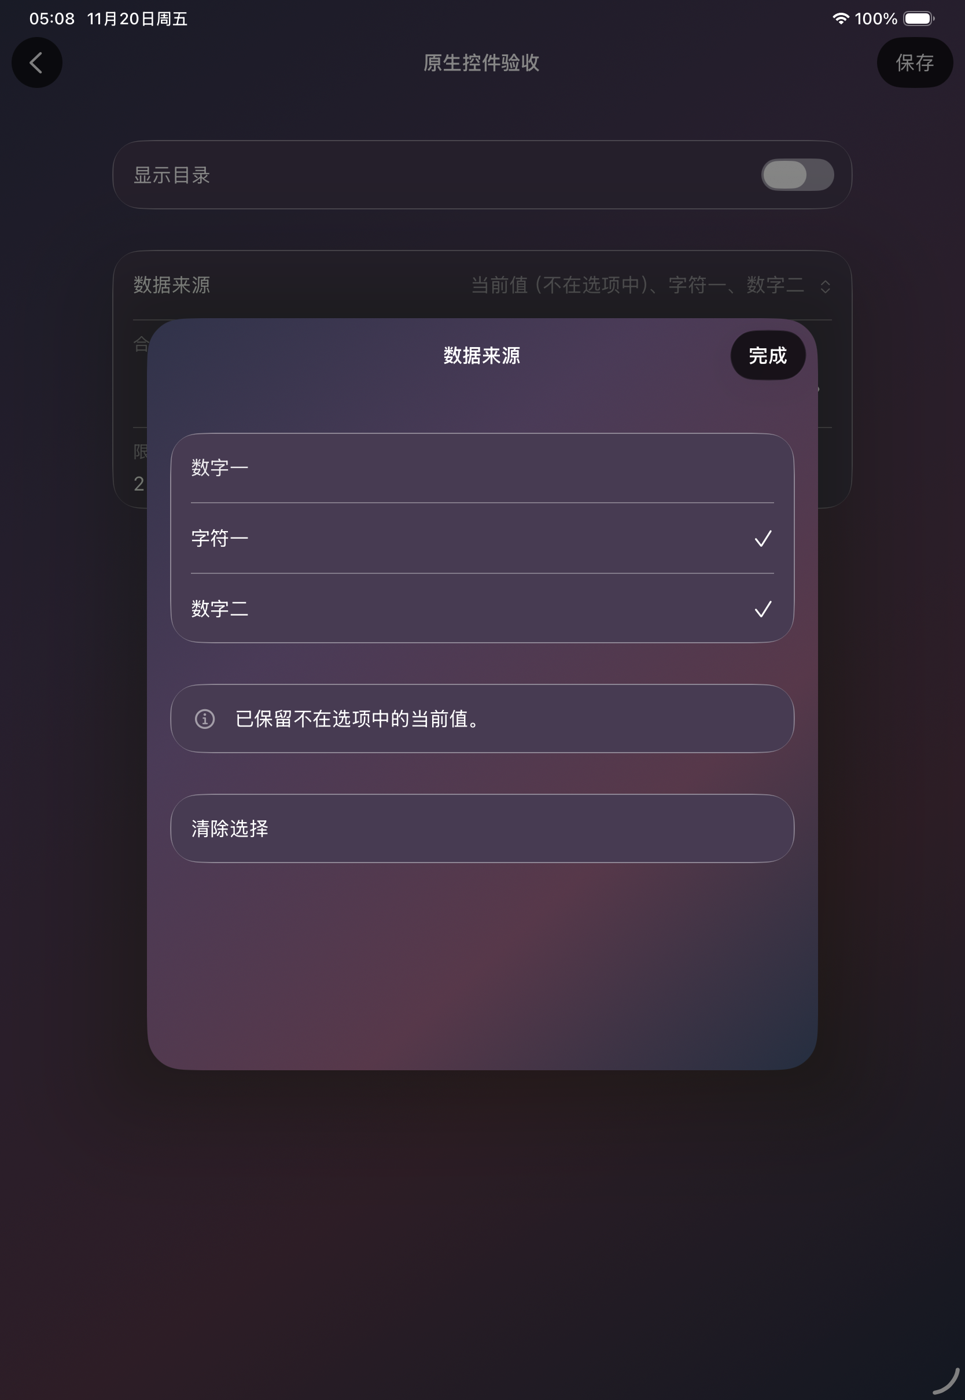 05:08 11月20日周五
100%
原生控件验收
保存
显示目录
数据来源
当前值 (不在选项中)、字符一、数字二
合
限
2
数据来源
完成
数字一
字符一
数字二
已保留不在选项中的当前值。
清除选择